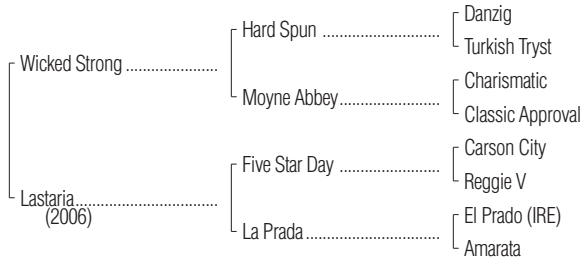 Danzig
Hard Spun ........................
Turkish Tryst
Wicked Strong ......................
Charismatic
Moyne Abbey....................
Classic Approval
Carson City
Five Star Day ....................
Reggie V
Lastaria...........................
(2006)
El Prado (IRE)
La Prada...........................
Amarata